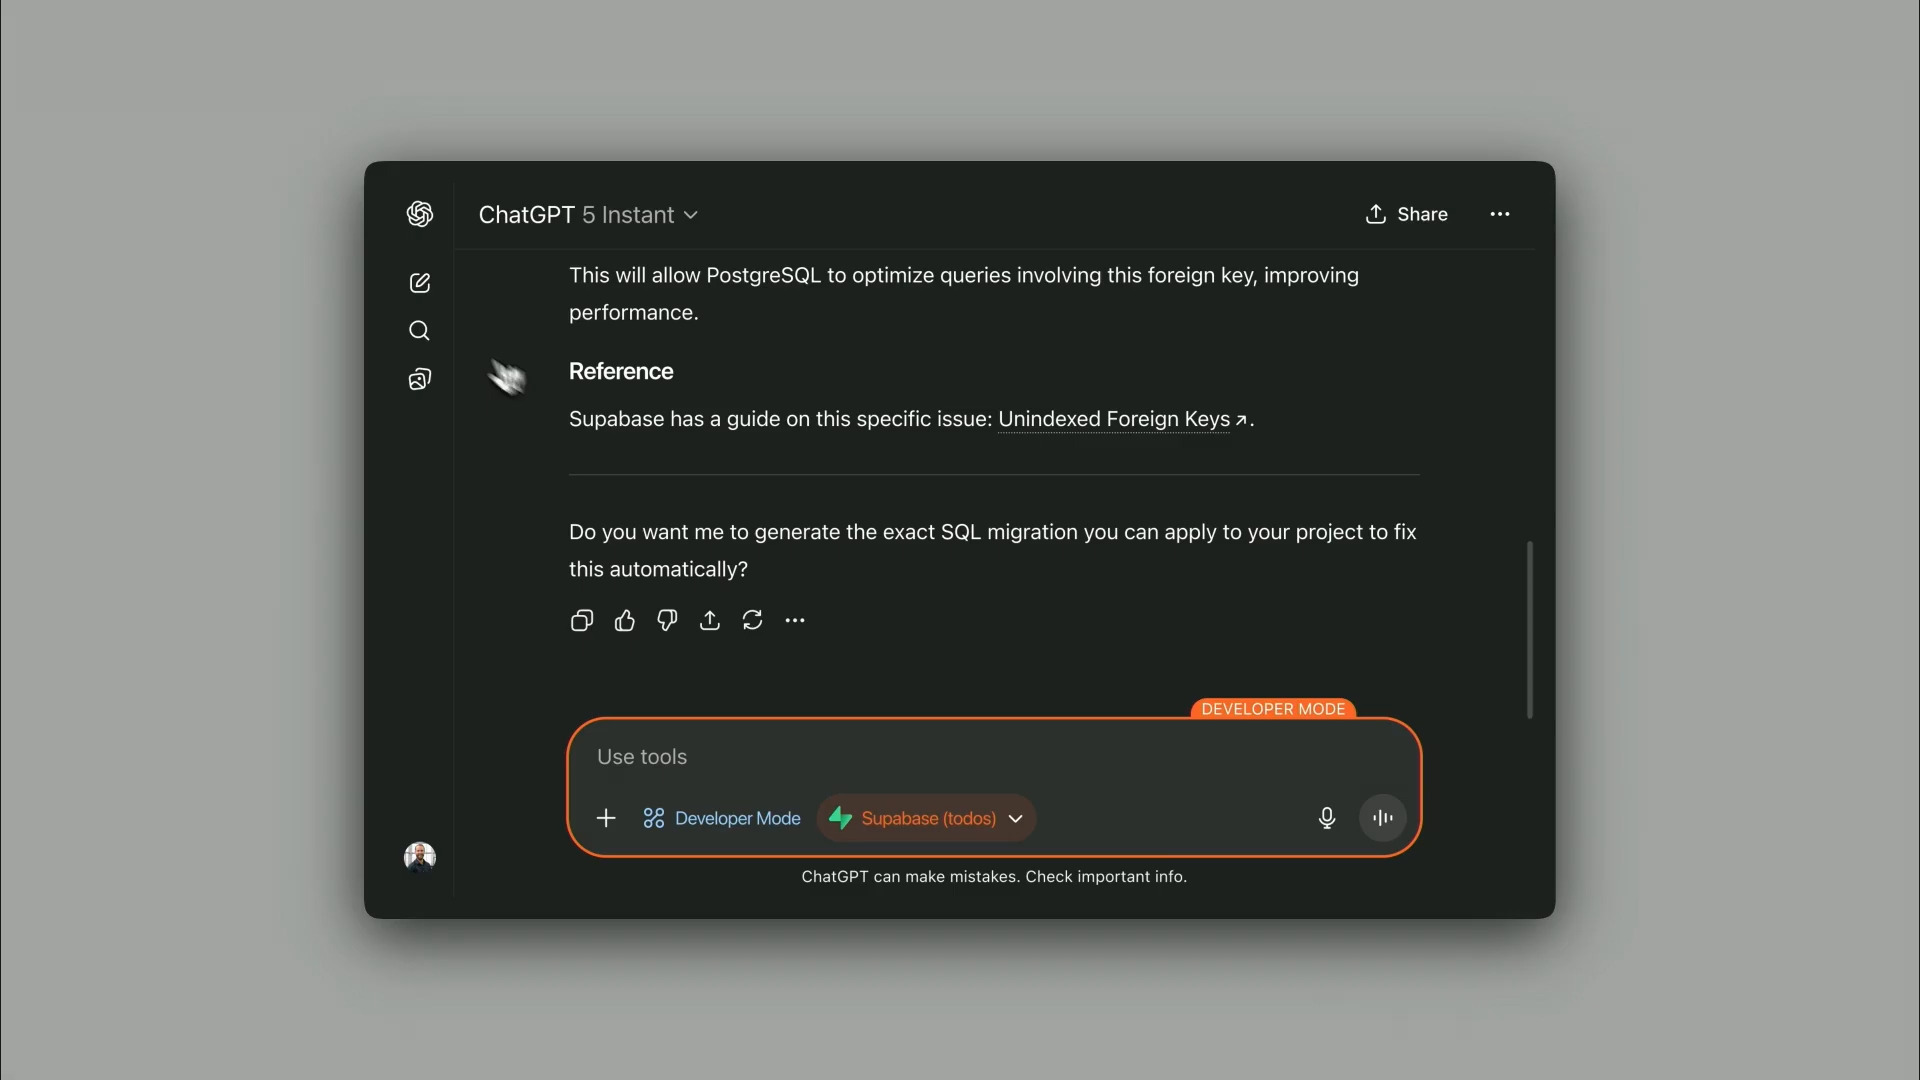 ChatGPT 5 Instant
Share
This will allow PostgreSQL to optimize queries involving this foreign key, improving
performance.
Reference
Supabase has a guide on this specific issue: Unindexed Foreign Keys ↗.
Do you want me to generate the exact SQL migration you can apply to your project to fix
this automatically?
DEVELOPER MODE
Use tools
Developer Mode
Supabase (todos)
ChatGPT can make mistakes. Check important info.